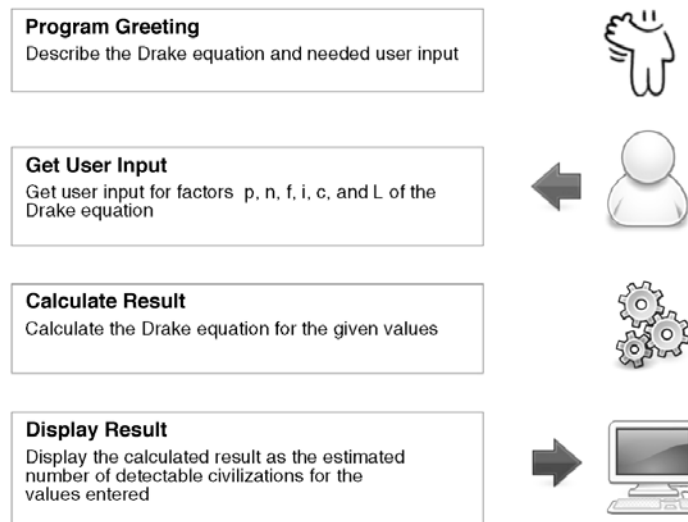 Program Greeting
Describe the Drake equation and needed user input
Get User Input
Get user input for factors p, n, f, i, c, and L of the
Drake equation
Calculate Result
Calculate the Drake equation for the given values
Display Result
Display the calculated result as the estimated
number of detectable civilizations for the
values entered